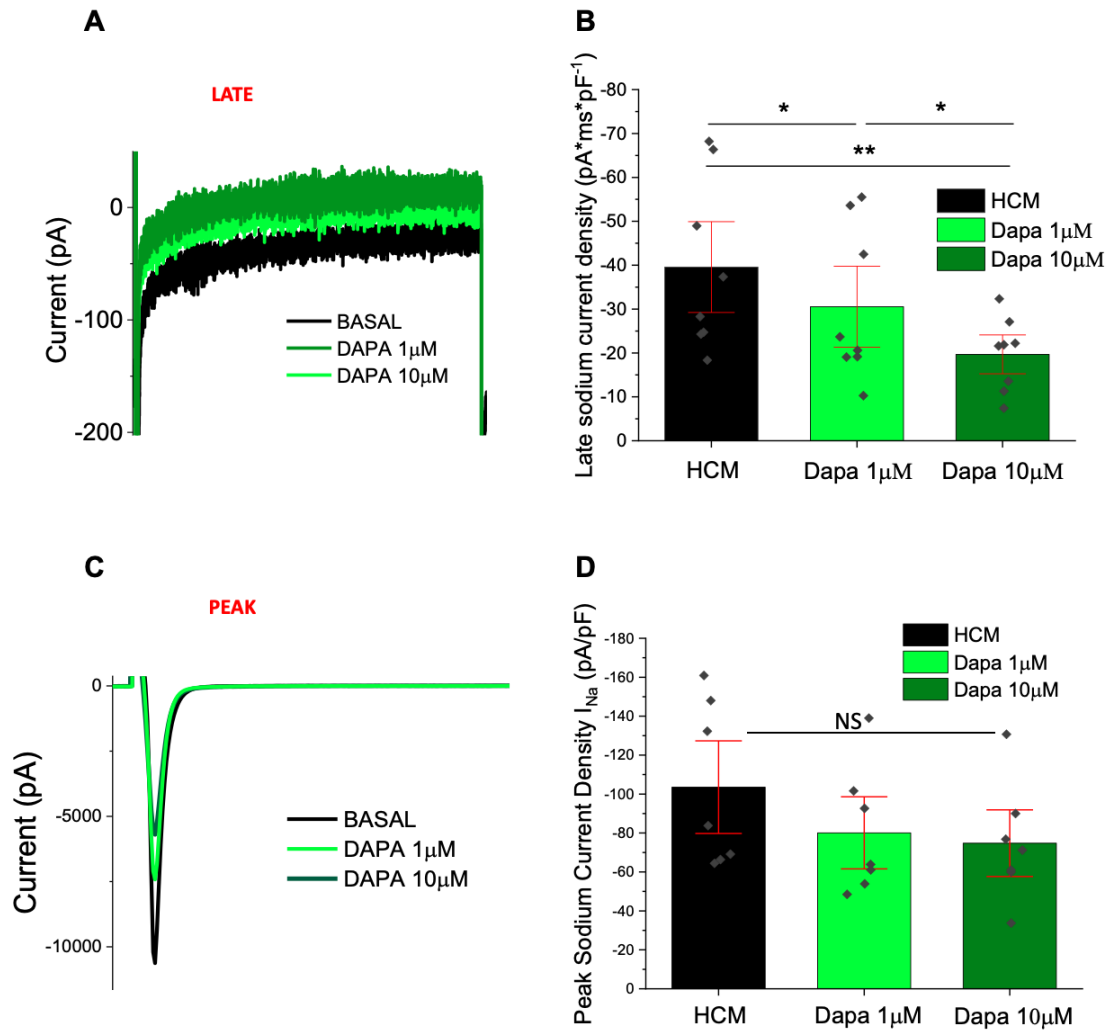 A
LATE
0
-100
-200
Current (pA)
BASAL
DAPA 1μM
DAPA 10μM
B
-80
-70
-60
-50
-40
-30
-20
-10
0
Late sodium current density (pA*ms*pF⁻¹)
*
*
**
HCM
Dapa 1μM
Dapa 10μM
HCM
Dapa 1μM
Dapa 10μM
C
PEAK
0
-5000
-10000
Current (pA)
BASAL
DAPA 1μM
DAPA 10μM
D
-180
-160
-140
-120
-100
-80
-60
-40
-20
0
Peak Sodium Current Density I_Na (pA/pF)
HCM
Dapa 1μM
Dapa 10μM
NS
HCM
Dapa 1μM
Dapa 10μM